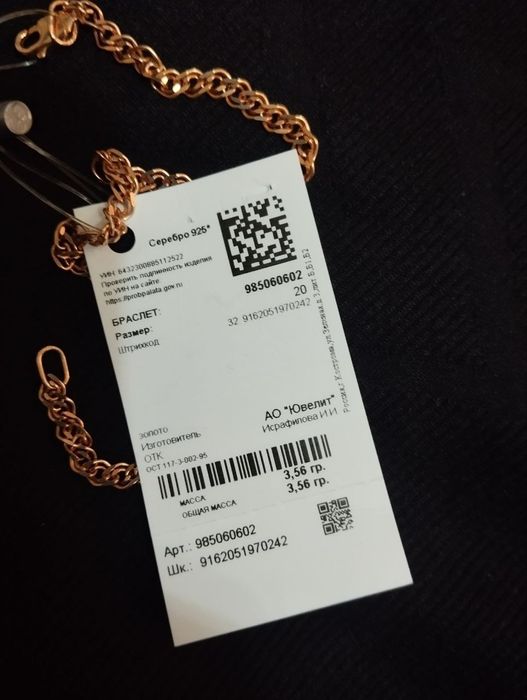 Серебро 925*
УИН: 6432300885112522
Проверить подлинность изделия
по УИН на сайте
https://probpalata.gov.ru
985060602
БРАСЛЕТ:
20
Размер:
32 9162051970242
Штрихкод
золото
Изготовитель
АО "Ювелит"
ОТК
Исрафилова И И
ОСТ 117-3-002-95
МАССА
3,56 гр.
ОБЩАЯ МАССА
3,56 гр.
Арт.: 985060602
Шк.: 9162051970242